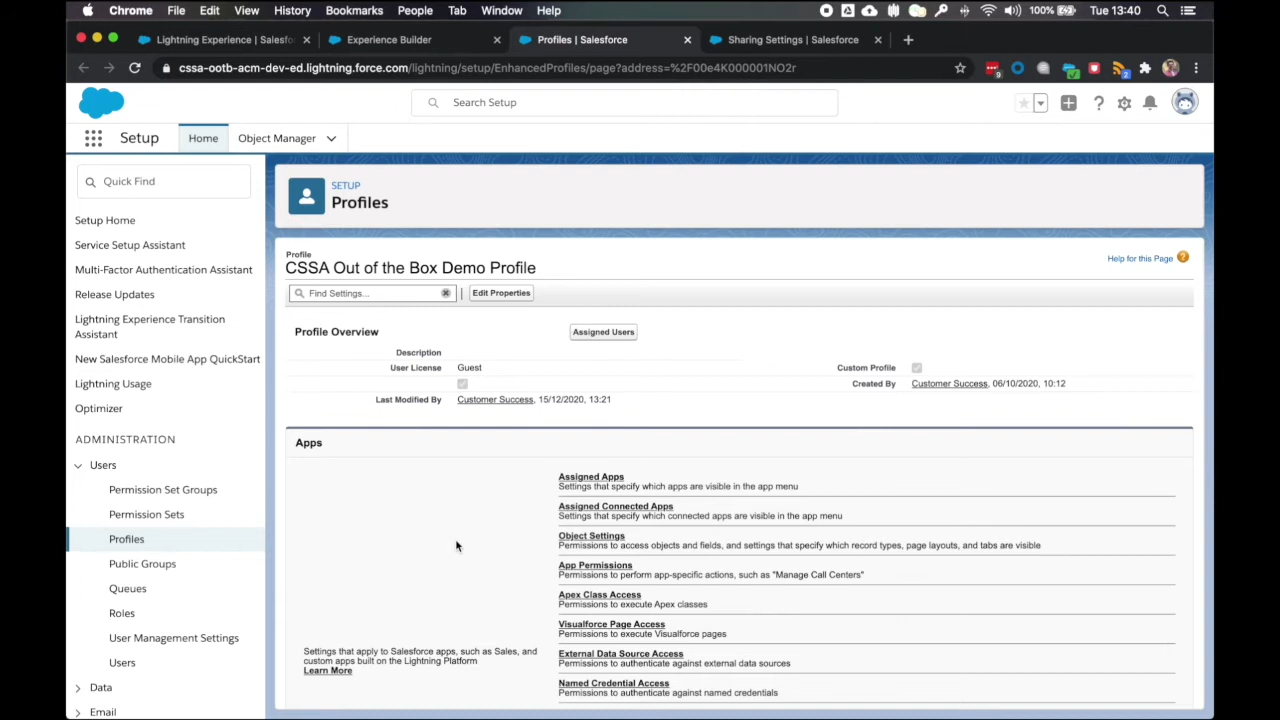 Chrome File Edit View History Bookmarks People Tab Window Help 100% Tue 13:40
Lightning Experience | Salesfo
Experience Builder
Profiles | Salesforce
Sharing Settings | Salesforce
cssa-ootb-acm-dev-ed.lightning.force.com/lightning/setup/EnhancedProfiles/page?address=%2F00e4K000001NO2r
9
2
Search Setup
Setup
Home
Object Manager
Quick Find
Setup Home
Service Setup Assistant
Multi-Factor Authentication Assistant
Release Updates
Lightning Experience Transition
Assistant
New Salesforce Mobile App QuickStart
Lightning Usage
Optimizer
ADMINISTRATION
Users
Permission Set Groups
Permission Sets
Profiles
Public Groups
Queues
Roles
User Management Settings
Users
Data
Email
SETUP
Profiles
Profile
CSSA Out of the Box Demo Profile
Help for this Page ?
Find Settings...
Edit Properties
Profile Overview
Assigned Users
Description
User License Guest
Custom Profile
Created By Customer Success, 06/10/2020, 10:12
Last Modified By Customer Success, 15/12/2020, 13:21
Apps
Settings that apply to Salesforce apps, such as Sales, and
custom apps built on the Lightning Platform
Learn More
Assigned Apps
Settings that specify which apps are visible in the app menu
Assigned Connected Apps
Settings that specify which connected apps are visible in the app menu
Object Settings
Permissions to access objects and fields, and settings that specify which record types, page layouts, and tabs are visible
App Permissions
Permissions to perform app-specific actions, such as "Manage Call Centers"
Apex Class Access
Permissions to execute Apex classes
Visualforce Page Access
Permissions to execute Visualforce pages
External Data Source Access
Permissions to authenticate against external data sources
Named Credential Access
Permissions to authenticate against named credentials